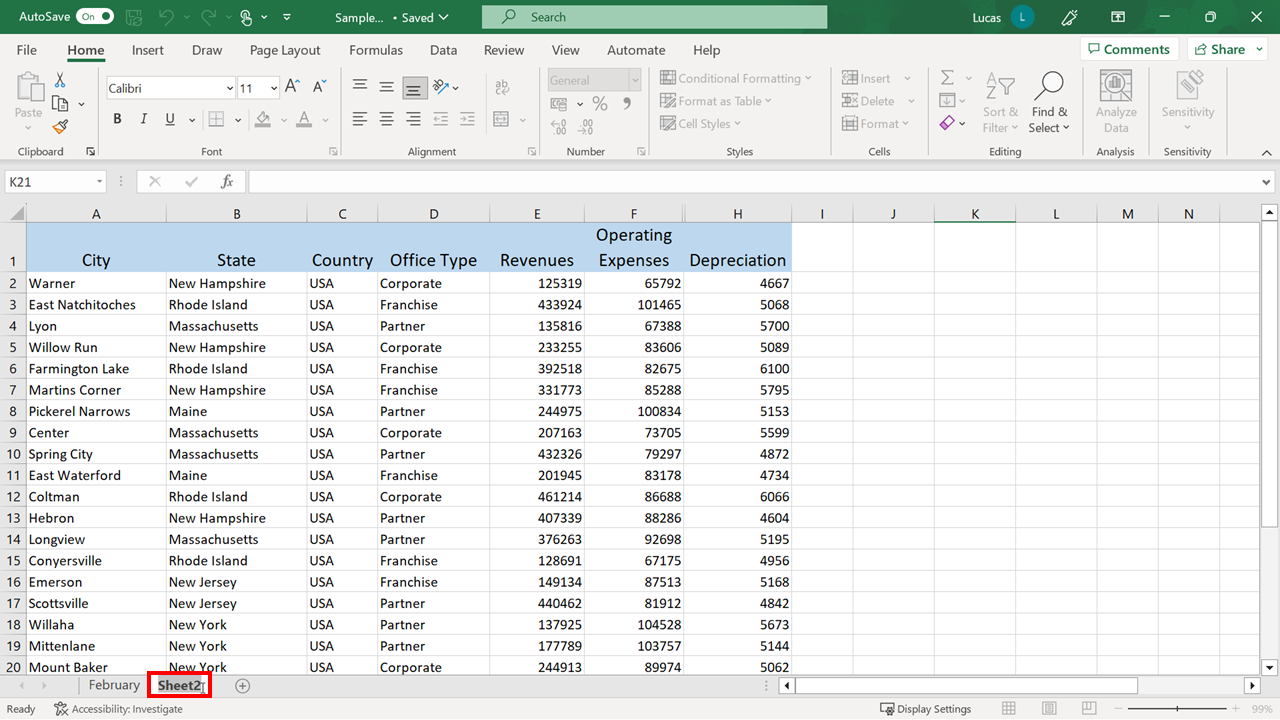 AutoSave On Sample... • Saved Search Lucas L
File Home Insert Draw Page Layout Formulas Data Review View Automate Help Comments Share
Paste Calibri 11 A A B I U A ab General % 9 Conditional Formatting Format as Table Cell Styles Insert Delete Format Σ Sort & Filter Find & Select Analyze Data Sensitivity
Clipboard Font Alignment Number Styles Cells Editing Analysis Sensitivity
K21 fx
A B C D E F H I J K L M N
1 City State Country Office Type Revenues Operating Expenses Depreciation
2 Warner New Hampshire USA Corporate 125319 65792 4667
3 East Natchitoches Rhode Island USA Franchise 433924 101465 5068
4 Lyon Massachusetts USA Partner 135816 67388 5700
5 Willow Run New Hampshire USA Corporate 233255 83606 5089
6 Farmington Lake Rhode Island USA Franchise 392518 82675 6100
7 Martins Corner New Hampshire USA Franchise 331773 85288 5795
8 Pickerel Narrows Maine USA Partner 244975 100834 5153
9 Center Massachusetts USA Corporate 207163 73705 5599
10 Spring City Massachusetts USA Partner 432326 79297 4872
11 East Waterford Maine USA Franchise 201945 83178 4734
12 Coltman Rhode Island USA Corporate 461214 86688 6066
13 Hebron New Hampshire USA Partner 407339 88286 4604
14 Longview Massachusetts USA Partner 376263 92698 5195
15 Conyersville Rhode Island USA Franchise 128691 67175 4956
16 Emerson New Jersey USA Franchise 149134 87513 5168
17 Scottsville New Jersey USA Partner 440462 81912 4842
18 Willaha New York USA Partner 137925 104528 5673
19 Mittenlane New York USA Partner 177789 103757 5144
20 Mount Baker New York USA Corporate 244913 89974 5062
February Sheet2
Ready Accessibility: Investigate Display Settings 99%